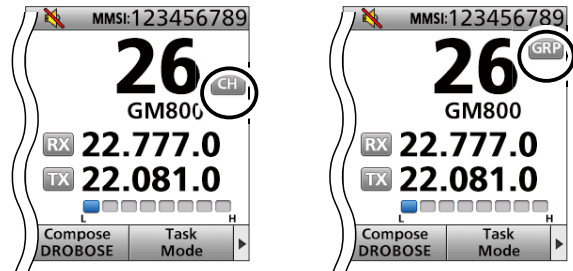 MMSI:123456789
26
CH
GM800
RX 22.777.0
TX 22.081.0
L H
Compose Task
DROBOSE Mode
MMSI:123456789
GRP
26
GM800
RX 22.777.0
TX 22.081.0
L H
Compose Task
DROBOSE Mode